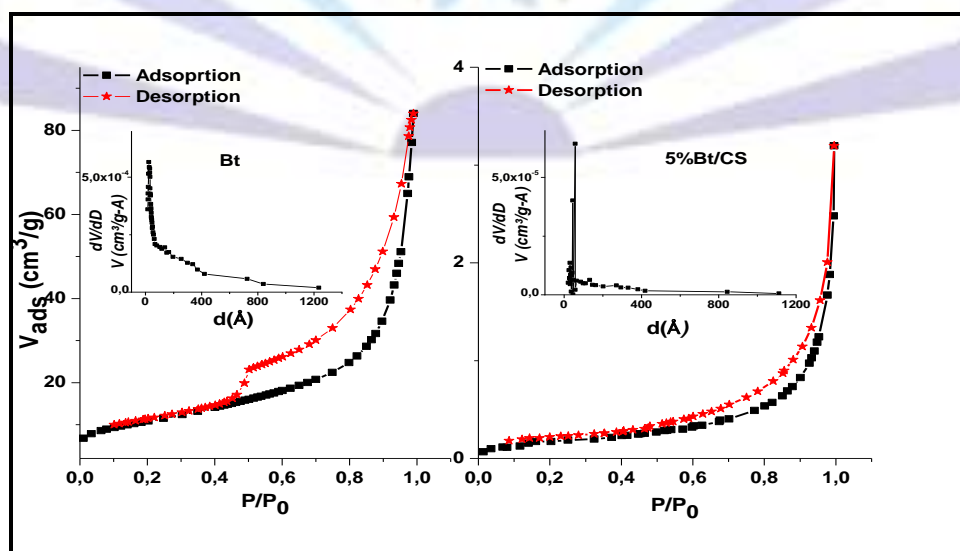 Adsoprtion
Desorption
Bt
5,0x10⁻⁴
0,0
dV/dD
V (cm³/g-A)
0
400
800
1200
d(Å)
80
60
40
20
V_ads (cm³/g)
0,0
0,2
0,4
0,6
0,8
1,0
P/P₀
Adsorption
Desorption
5%Bt/CS
5,0x10⁻⁵
0,0
dV/dD
V (cm³/g-A)
0
400
800
1200
d(Å)
4
2
0
0,0
0,2
0,4
0,6
0,8
1,0
P/P₀